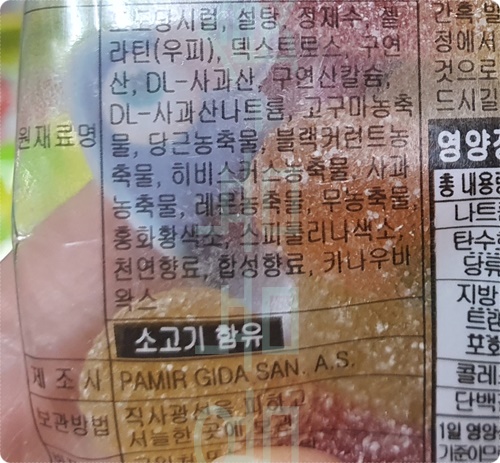 원재료명
포도당시럽, 설탕, 정제수, 젤
라틴(우피), 덱스트로스, 구연
산, DL-사과산, 구연산칼슘,
DL-사과산나트륨, 고구마농축
물, 당근농축물, 블랙커런트농
축물, 히비스커스농축물, 사과
농축물, 레몬농축물, 무농축물,
홍화황색소, 스피룰리나색소,
천연향료, 합성향료, 카나우바
왁스
소고기 함유
제 조 사 PAMIR GIDA SAN. A.S.
보관방법 직사광선을 피하고
서늘한 곳에 보관
간혹
청에서
것으로
드시길
영양정
총 내용량
나트
탄수
당류
지방
트랜
포화
콜레
단백
1일 영양
기준이